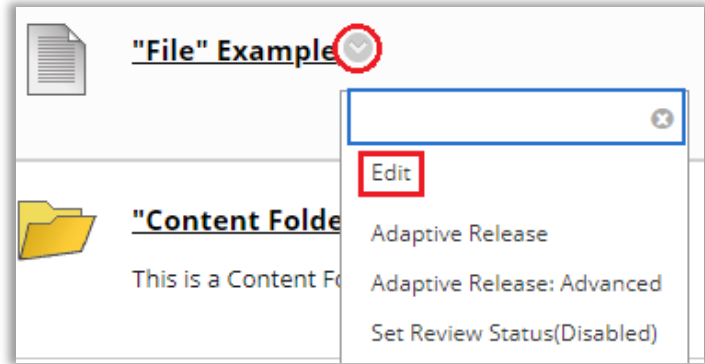 "File" Example
Edit
"Content Folde
Adaptive Release
This is a Content Fo
Adaptive Release: Advanced
Set Review Status(Disabled)